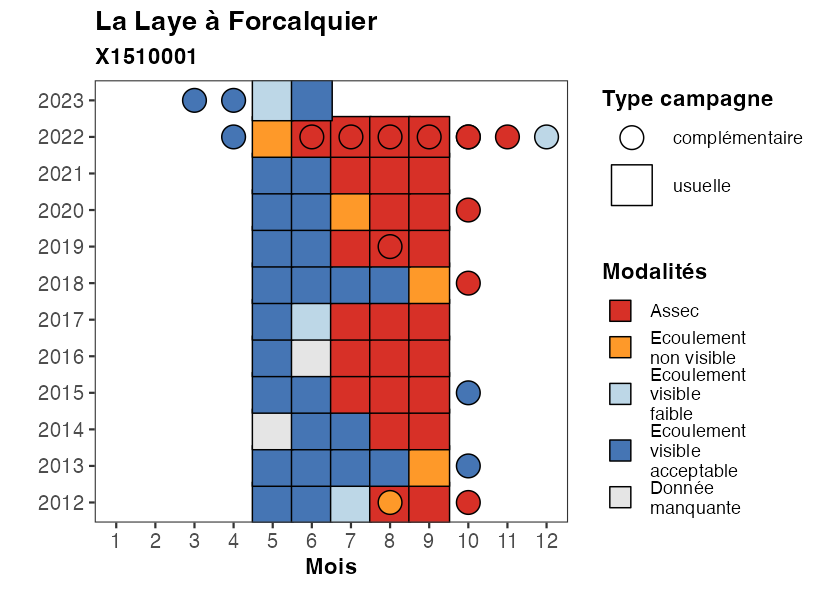 La Laye à Forcalquier
X1510001
2023
2022
2021
2020
2019
2018
2017
2016
2015
2014
2013
2012
1 2 3 4 5 6 7 8 9 10 11 12
Mois
Type campagne
complémentaire
usuelle
Modalités
Assec
Ecoulement
non visible
Ecoulement
visible
faible
Ecoulement
visible
acceptable
Donnée
manquante